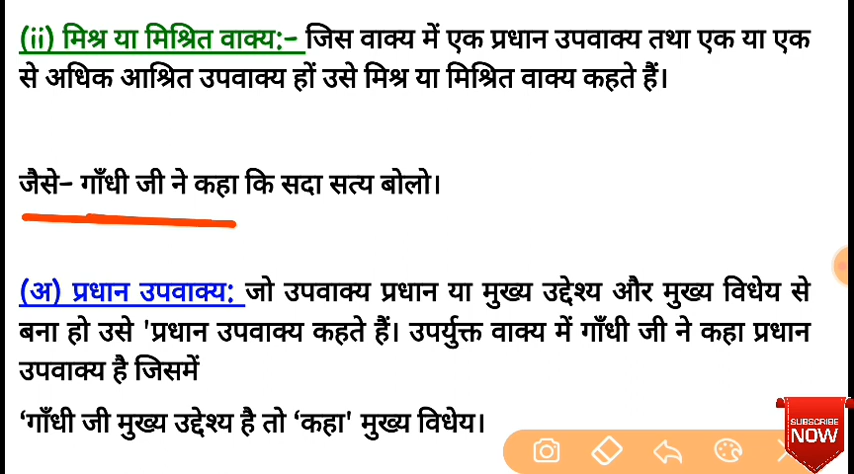 (ii) मिश्र या मिश्रित वाक्य:- जिस वाक्य में एक प्रधान उपवाक्य तथा एक या एक
से अधिक आश्रित उपवाक्य हों उसे मिश्र या मिश्रित वाक्य कहते हैं।
जैसे- गाँधी जी ने कहा कि सदा सत्य बोलो।
(अ) प्रधान उपवाक्य: जो उपवाक्य प्रधान या मुख्य उद्देश्य और मुख्य विधेय से
बना हो उसे 'प्रधान उपवाक्य कहते हैं। उपर्युक्त वाक्य में गाँधी जी ने कहा प्रधान
उपवाक्य है जिसमें
‘गाँधी जी मुख्य उद्देश्य है तो ‘कहा' मुख्य विधेय।
SUBSCRIBE
NOW